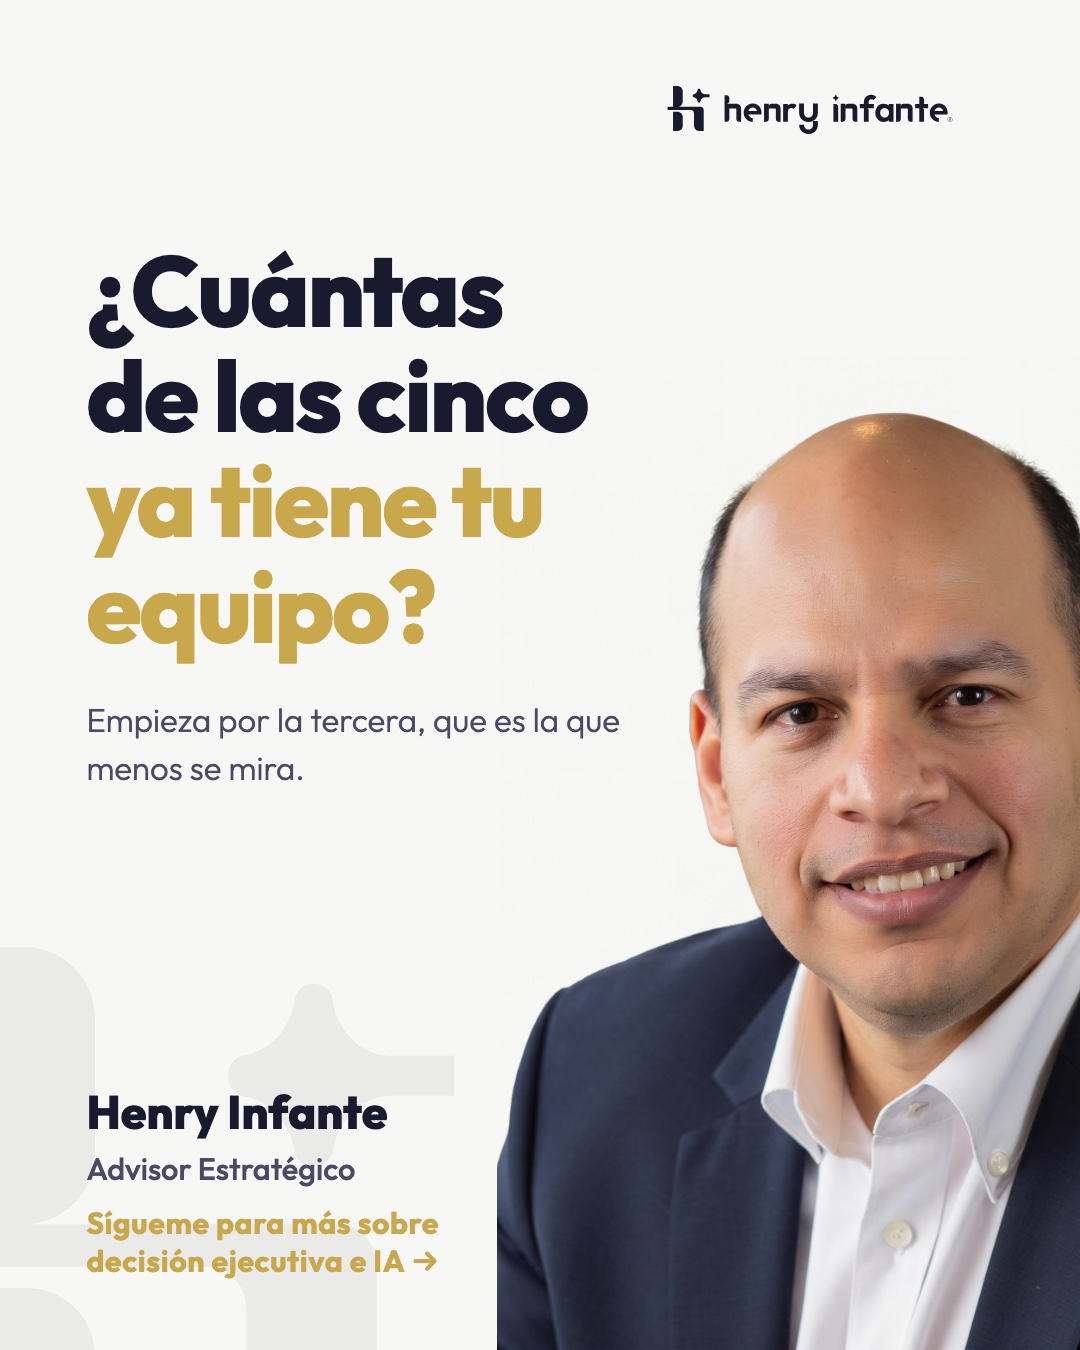 henry infante®
¿Cuántas
de las cinco
ya tiene tu
equipo?
Empieza por la tercera, que es la que
menos se mira.
Henry Infante
Advisor Estratégico
Sígueme para más sobre
decisión ejecutiva e IA →